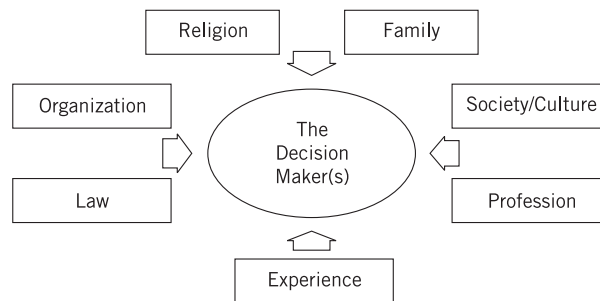 Religion
Family
Organization
Society/Culture
The
Decision
Maker(s)
Law
Profession
Experience